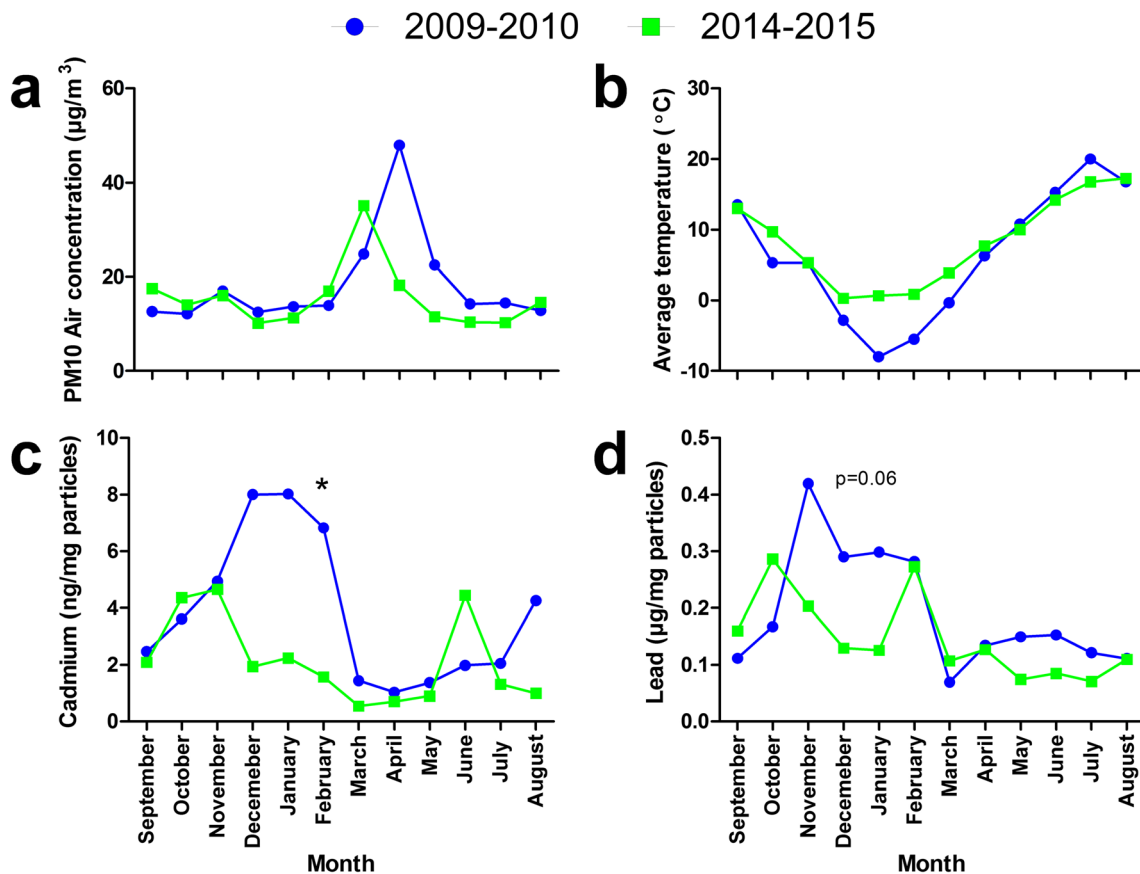 2009-2010 2014-2015
a
PM10 Air concentration (µg/m³)
60
40
20
0
b
Average temperature ( °C)
30
20
10
0
-10
c
Cadmium (ng/mg particles)
10
8
6
4
2
0
*
September
October
November
Decemeber
January
February
March
April
May
June
July
August
Month
d
Lead (µg/mg particles)
0.5
0.4
0.3
0.2
0.1
0.0
p=0.06
September
October
November
Decemeber
January
February
March
April
May
June
July
August
Month